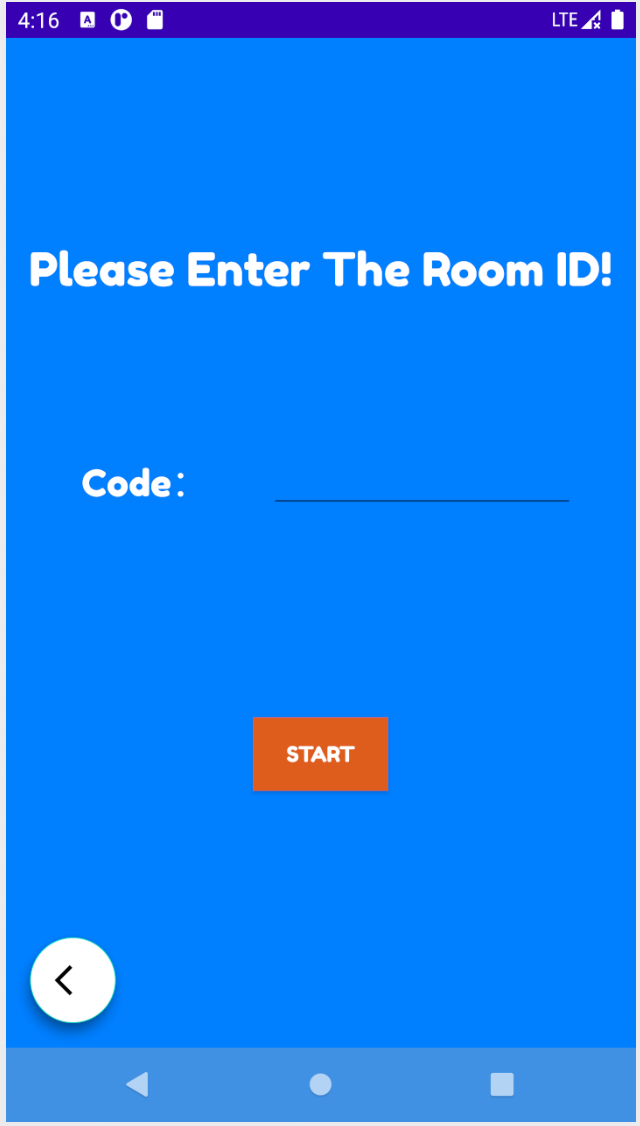 4:16 LTE
Please Enter The Room ID!
Code:
START